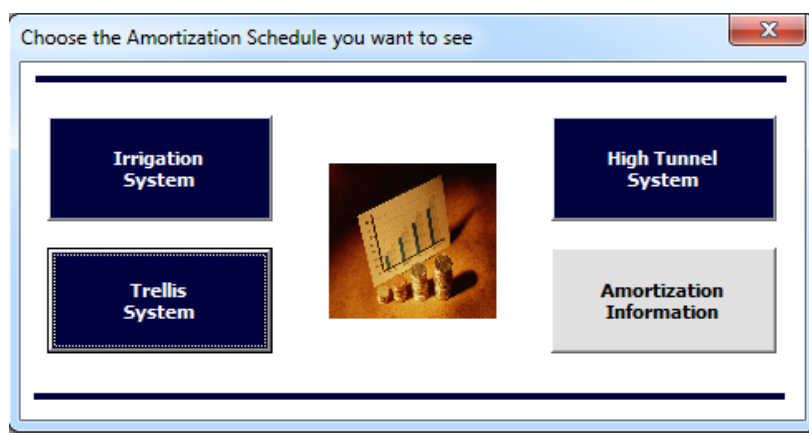 Choose the Amortization Schedule you want to see
Irrigation
System
High Tunnel
System
Trellis
System
Amortization
Information